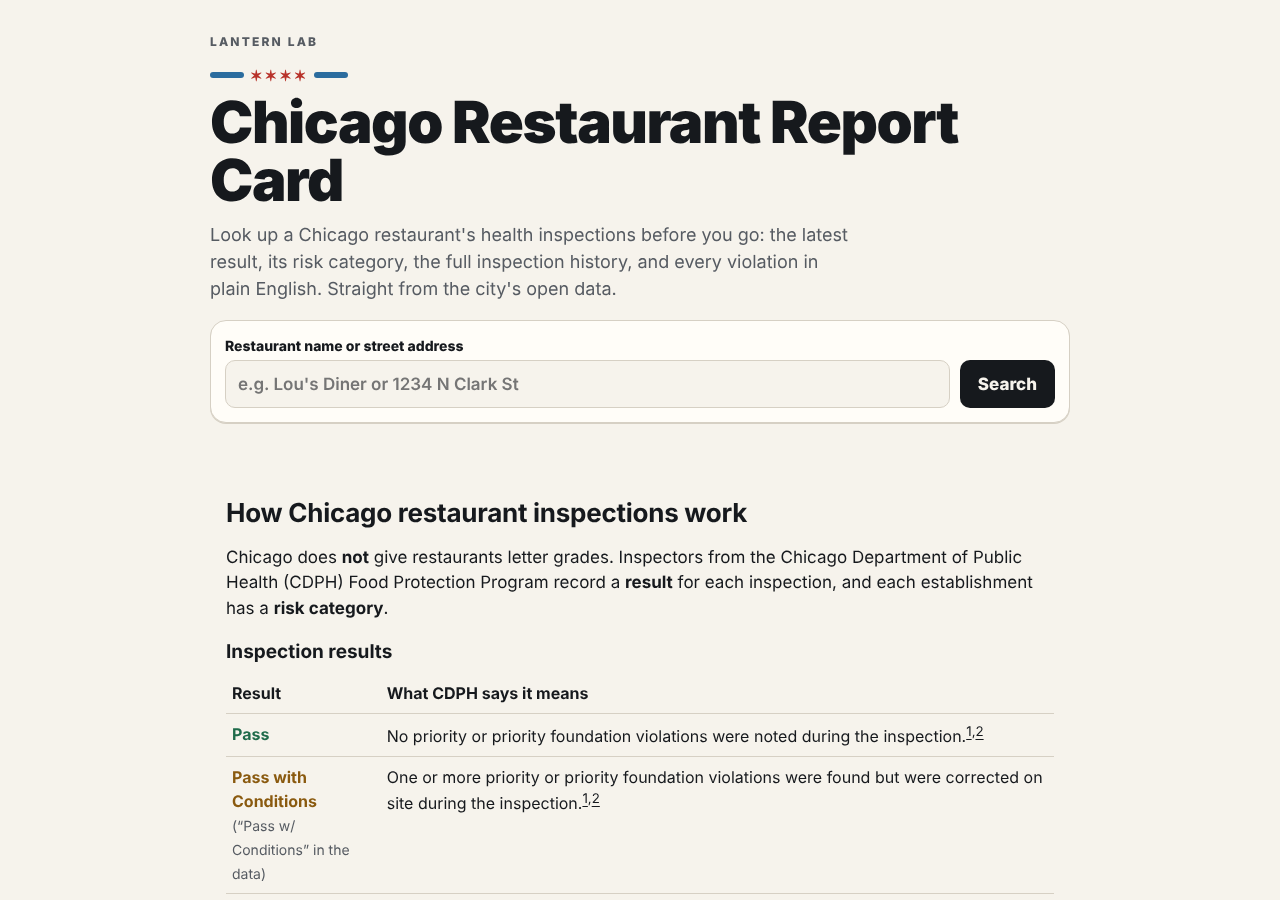 LANTERN LAB
✶✶✶✶
Chicago Restaurant Report
Card
Look up a Chicago restaurant's health inspections before you go: the latest
result, its risk category, the full inspection history, and every violation in
plain English. Straight from the city's open data.
Restaurant name or street address
e.g. Lou's Diner or 1234 N Clark St
Search
How Chicago restaurant inspections work
Chicago does not give restaurants letter grades. Inspectors from the Chicago Department of Public
Health (CDPH) Food Protection Program record a result for each inspection, and each establishment
has a risk category.
Inspection results
Result What CDPH says it means
Pass No priority or priority foundation violations were noted during the inspection.1,2
Pass with One or more priority or priority foundation violations were found but were corrected on
Conditions site during the inspection.1,2
(“Pass w/
Conditions” in the
data)